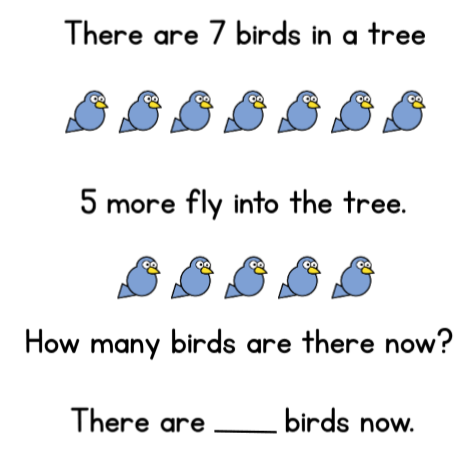 There are 7 birds in a tree
5 more fly into the tree.
How many birds are there now?
There are ____ birds now.